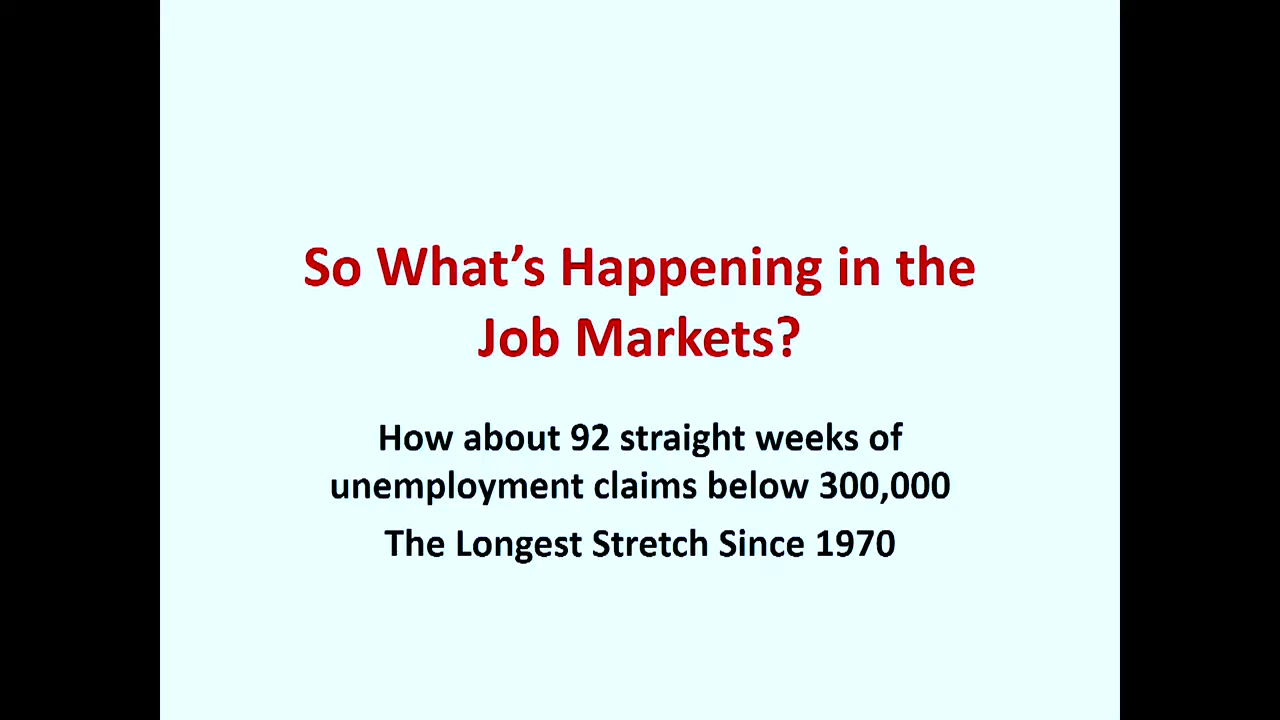 So What’s Happening in the
Job Markets?
How about 92 straight weeks of
unemployment claims below 300,000
The Longest Stretch Since 1970